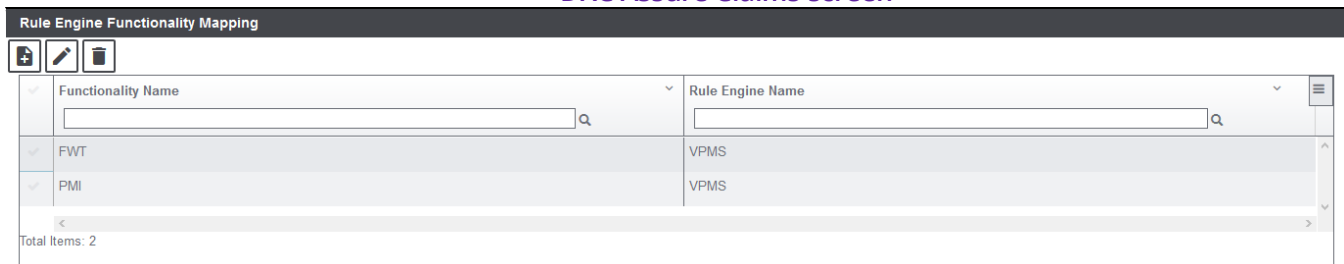 Rule Engine Functionality Mapping
Functionality Name Rule Engine Name
FWT VPMS
PMI VPMS
Total Items: 2